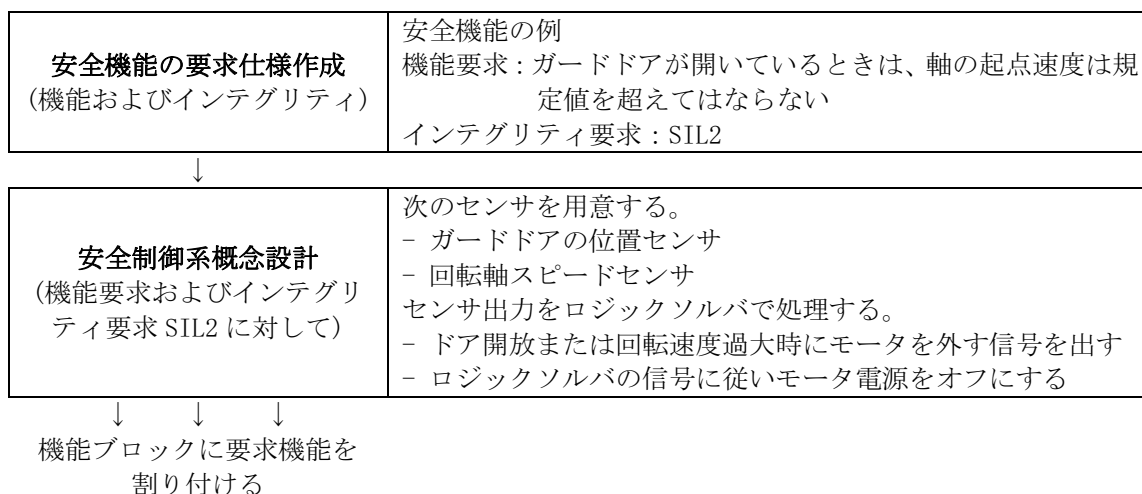 安全機能の要求仕様作成
(機能およびインテグリティ)
安全機能の例
機能要求：ガードドアが開いているときは、軸の起点速度は規
定値を超えてはならない
インテグリティ要求：SIL2
↓
安全制御系概念設計
(機能要求およびインテグリ
ティ要求 SIL2 に対して)
次のセンサを用意する。
- ガードドアの位置センサ
- 回転軸スピードセンサ
センサ出力をロジックソルバで処理する。
- ドア開放または回転速度過大時にモータを外す信号を出す
- ロジックソルバの信号に従いモータ電源をオフにする
↓ ↓ ↓
機能ブロックに要求機能を
割り付ける